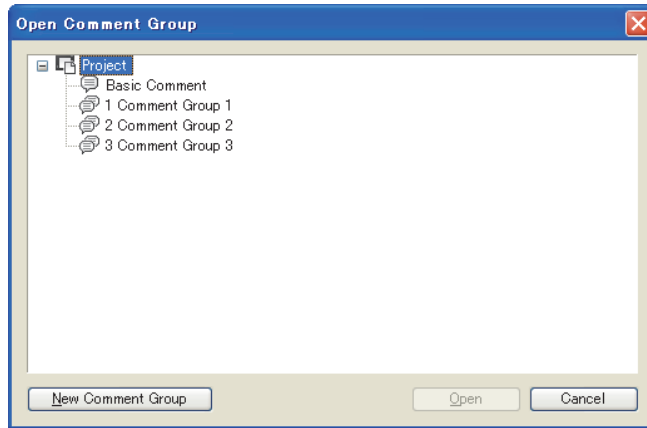 Open Comment Group
Project
Basic Comment
1 Comment Group 1
2 Comment Group 2
3 Comment Group 3
New Comment Group
Open
Cancel